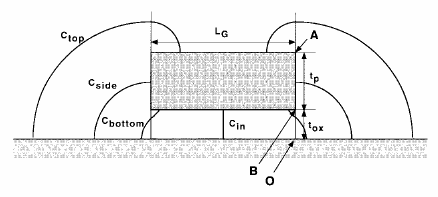 C_top
L_G
A
C_side
t_p
C_bottom
C_in
t_ox
B
O